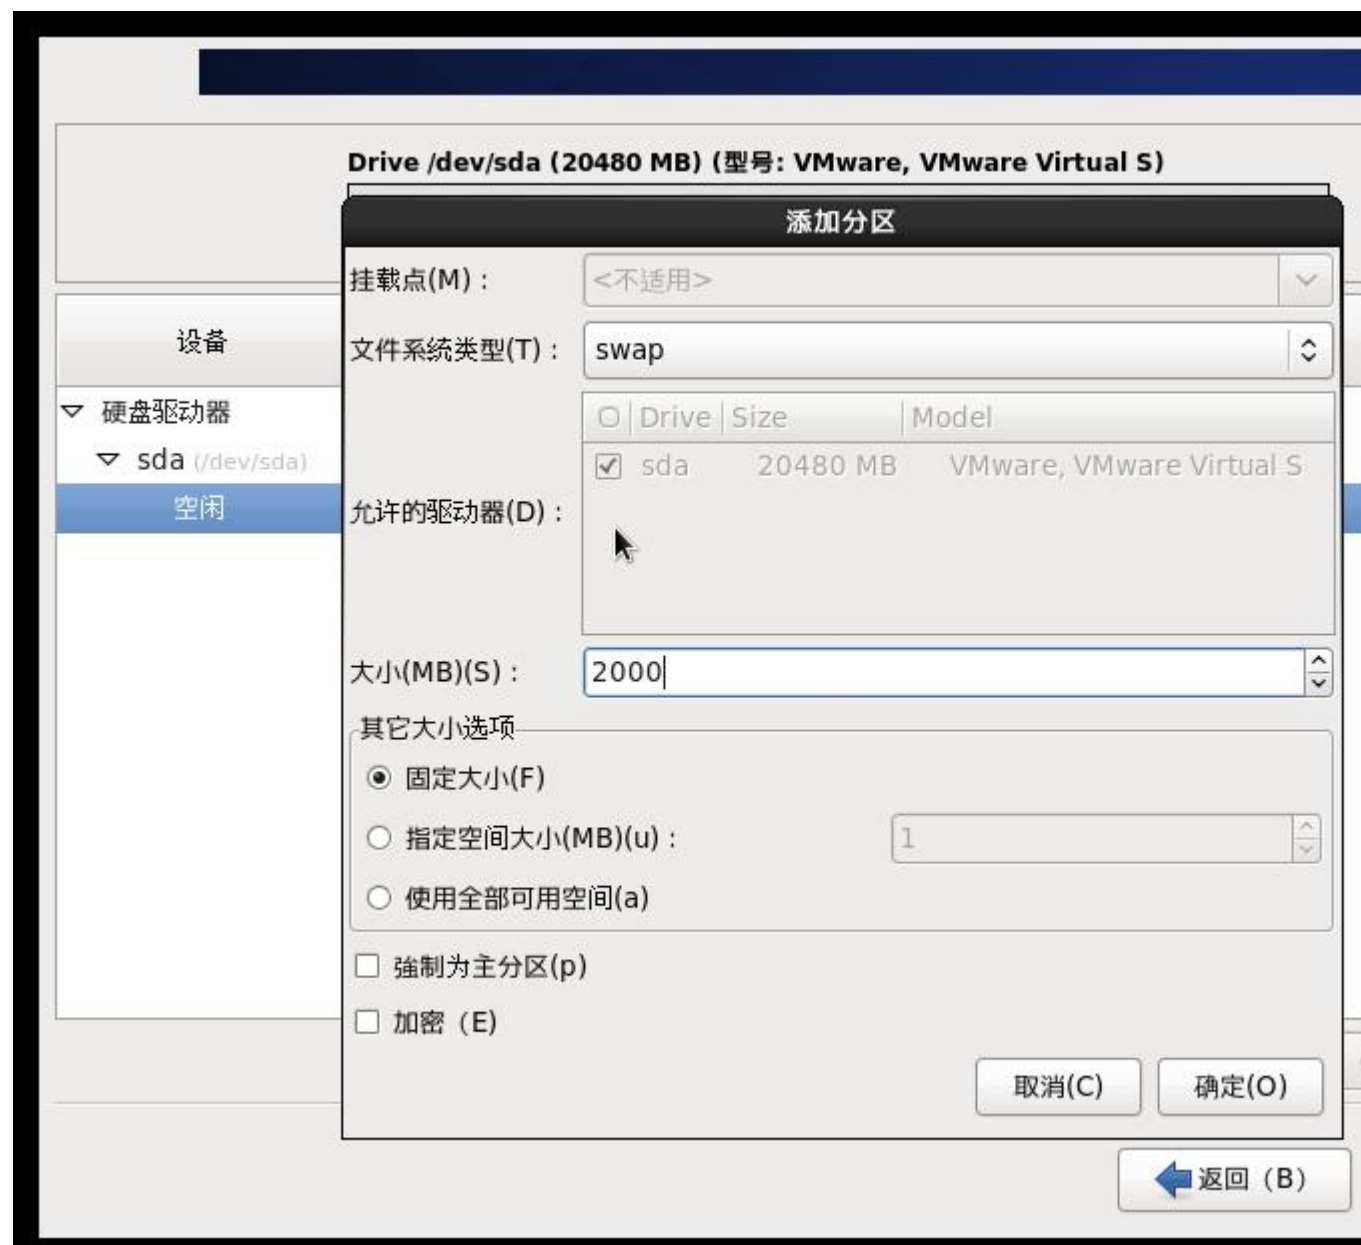 Drive /dev/sda (20480 MB) (型号: VMware, VMware Virtual S)
添加分区
挂载点(M)：
<不适用>
设备
文件系统类型(T)：
swap
硬盘驱动器
Drive Size Model
sda (/dev/sda)
sda 20480 MB VMware, VMware Virtual S
空闲
允许的驱动器(D)：
大小(MB)(S)：
2000
其它大小选项
固定大小(F)
指定空间大小(MB)(u)：
1
使用全部可用空间(a)
強制为主分区(p)
加密（E)
取消(C)
确定(O)
返回（B）